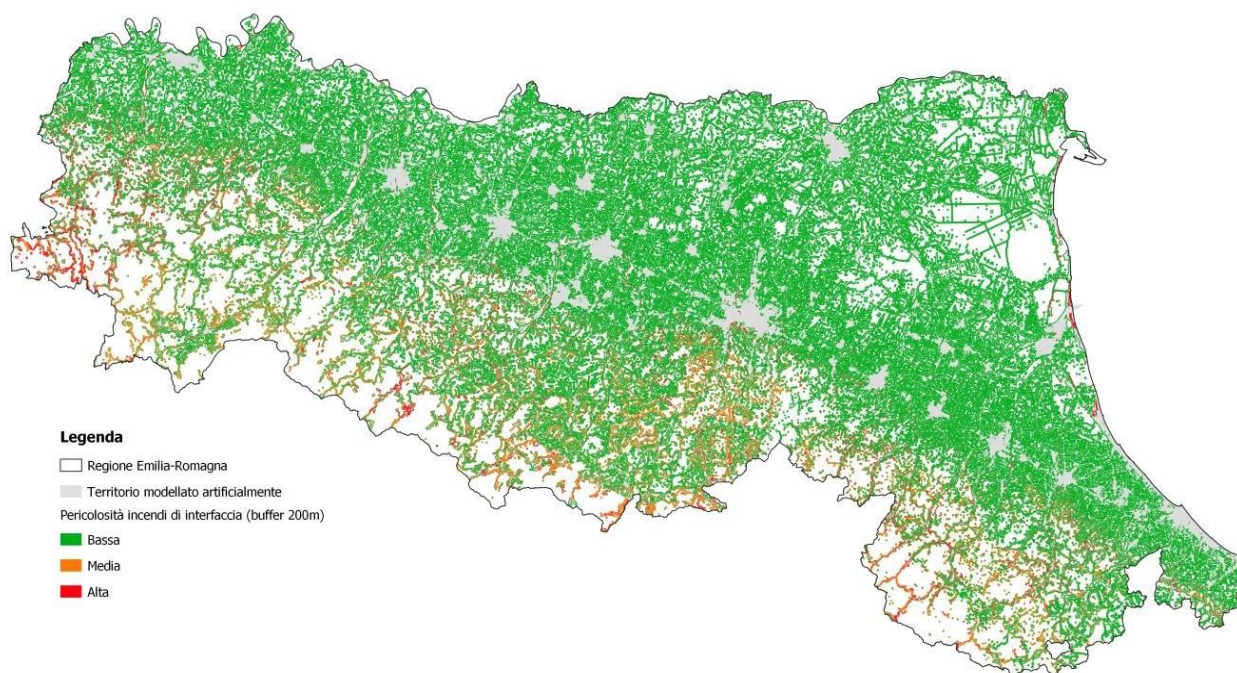 Legenda
Regione Emilia-Romagna
Territorio modellato artificialmente
Pericolosità incendi di interfaccia (buffer 200m)
Bassa
Media
Alta